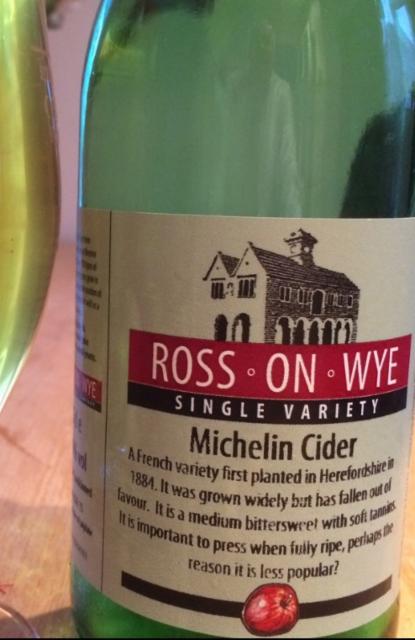 ROSS ◦ ON ◦ WYE
SINGLE VARIETY
Michelin Cider
A French variety first planted in Herefordshire in
1884. It was grown widely but has fallen out of
favour. It is a medium bittersweet with soft tannins.
It is important to press when fully ripe, perhaps the
reason it is less popular?
WYE
vol